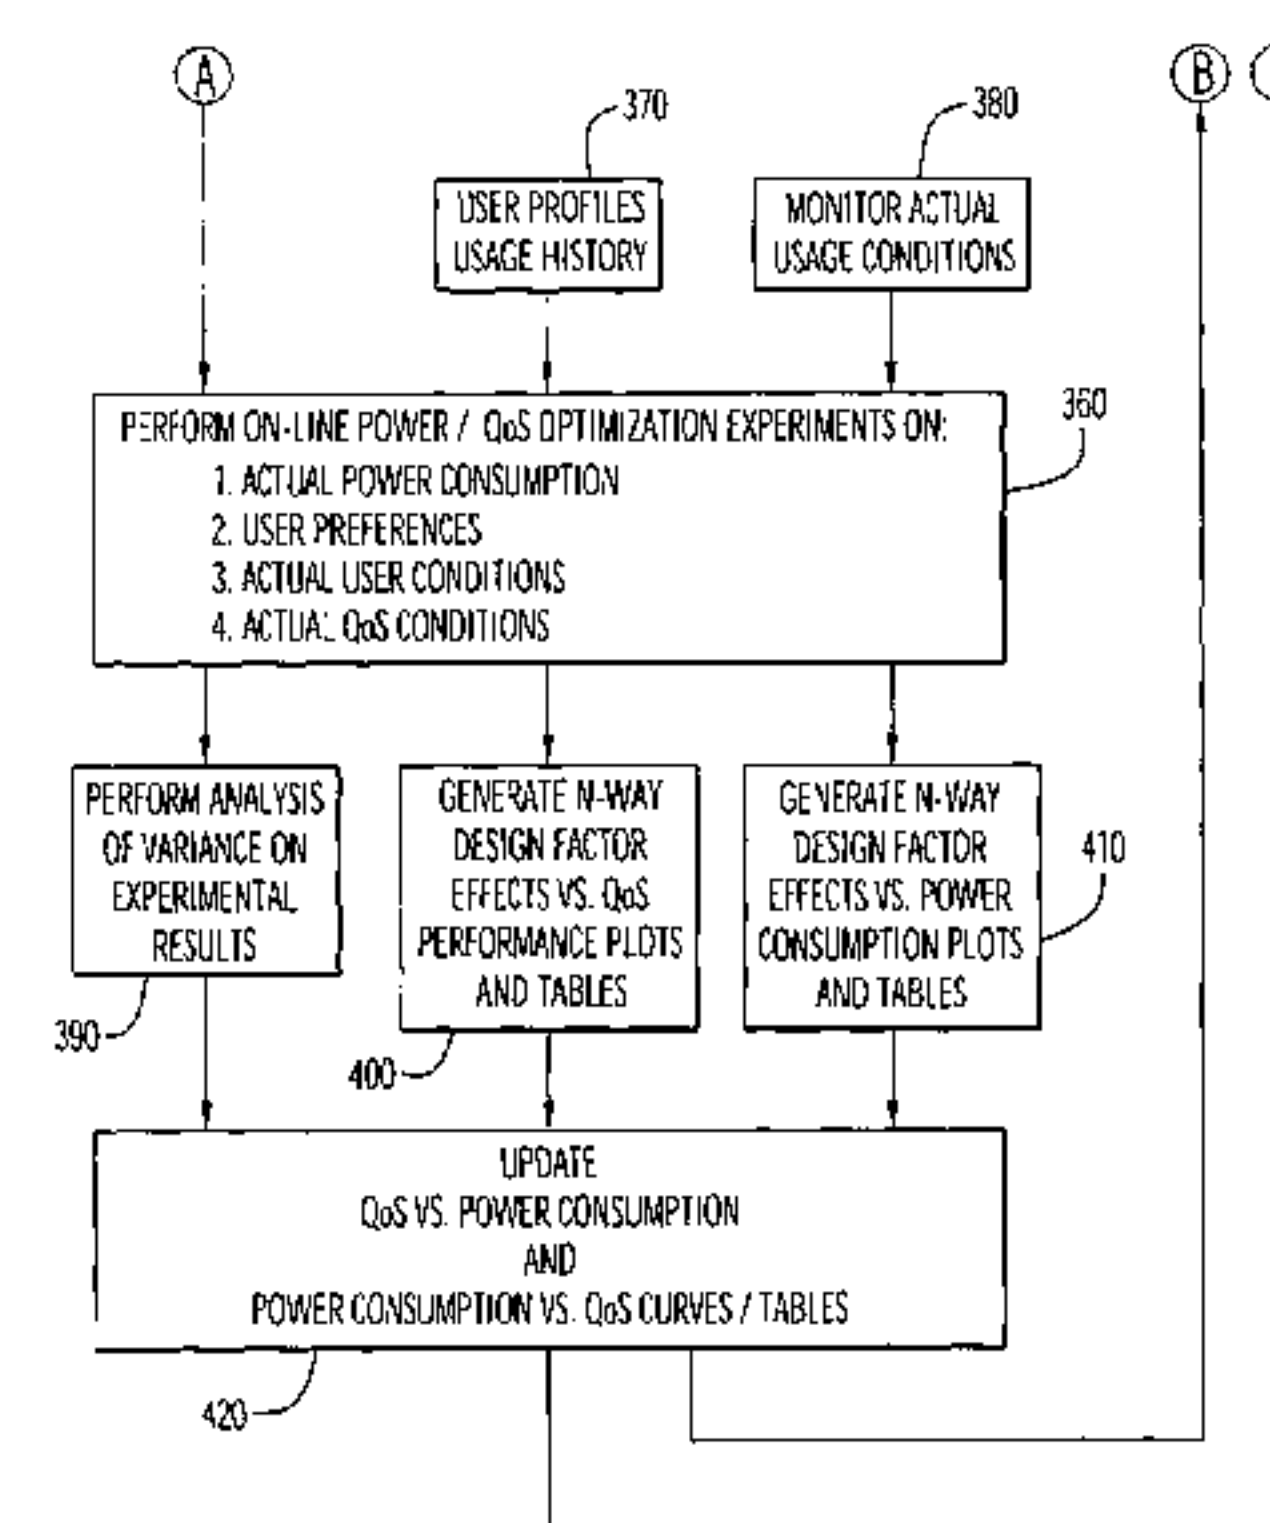 A
B
370
380
USER PROFILES
USAGE HISTORY
MONITOR ACTUAL
USAGE CONDITIONS
360
PERFORM ON-LINE POWER / QoS OPTIMIZATION EXPERIMENTS ON:
1. ACTUAL POWER CONSUMPTION
2. USER PREFERENCES
3. ACTUAL USER CONDITIONS
4. ACTUAL QoS CONDITIONS
PERFORM ANALYSIS
OF VARIANCE ON
EXPERIMENTAL
RESULTS
390
GENERATE N-WAY
DESIGN FACTOR
EFFECTS VS. QoS
PERFORMANCE PLOTS
AND TABLES
400
GENERATE N-WAY
DESIGN FACTOR
EFFECTS VS. POWER
CONSUMPTION PLOTS
AND TABLES
410
UPDATE
QoS VS. POWER CONSUMPTION
AND
POWER CONSUMPTION VS. QoS CURVES / TABLES
420